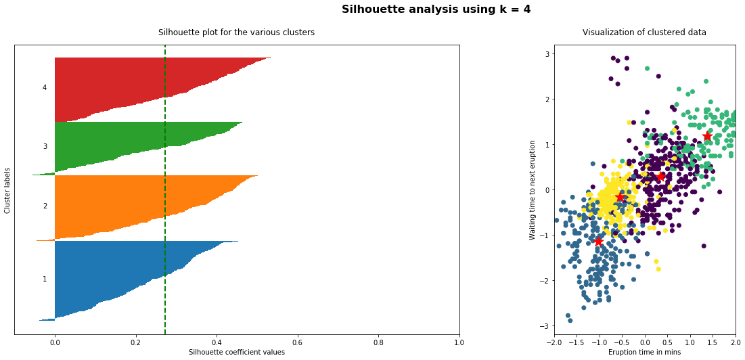 Silhouette analysis using k = 4
Silhouette plot for the various clusters
Cluster labels
4
3
2
1
0.0 0.2 0.4 0.6 0.8 1.0
Silhouette coefficient values
Visualization of clustered data
Waiting time to next eruption
3
2
1
0
−1
−2
−3
−2.0 −1.5 −1.0 −0.5 0.0 0.5 1.0 1.5 2.0
Eruption time in mins